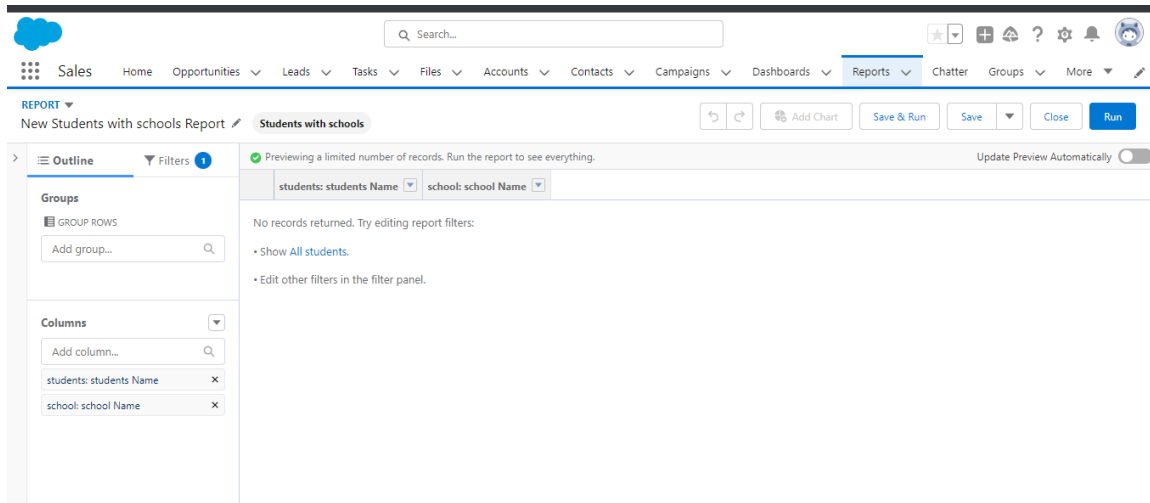 Search...
Sales Home Opportunities Leads Tasks Files Accounts Contacts Campaigns Dashboards Reports Chatter Groups More
REPORT
New Students with schools Report Students with schools Add Chart Save & Run Save Close Run
Outline Filters 1 Previewing a limited number of records. Run the report to see everything. Update Preview Automatically
students: students Name school: school Name
Groups
GROUP ROWS
Add group...
No records returned. Try editing report filters:
• Show All students.
• Edit other filters in the filter panel.
Columns
Add column...
students: students Name
school: school Name